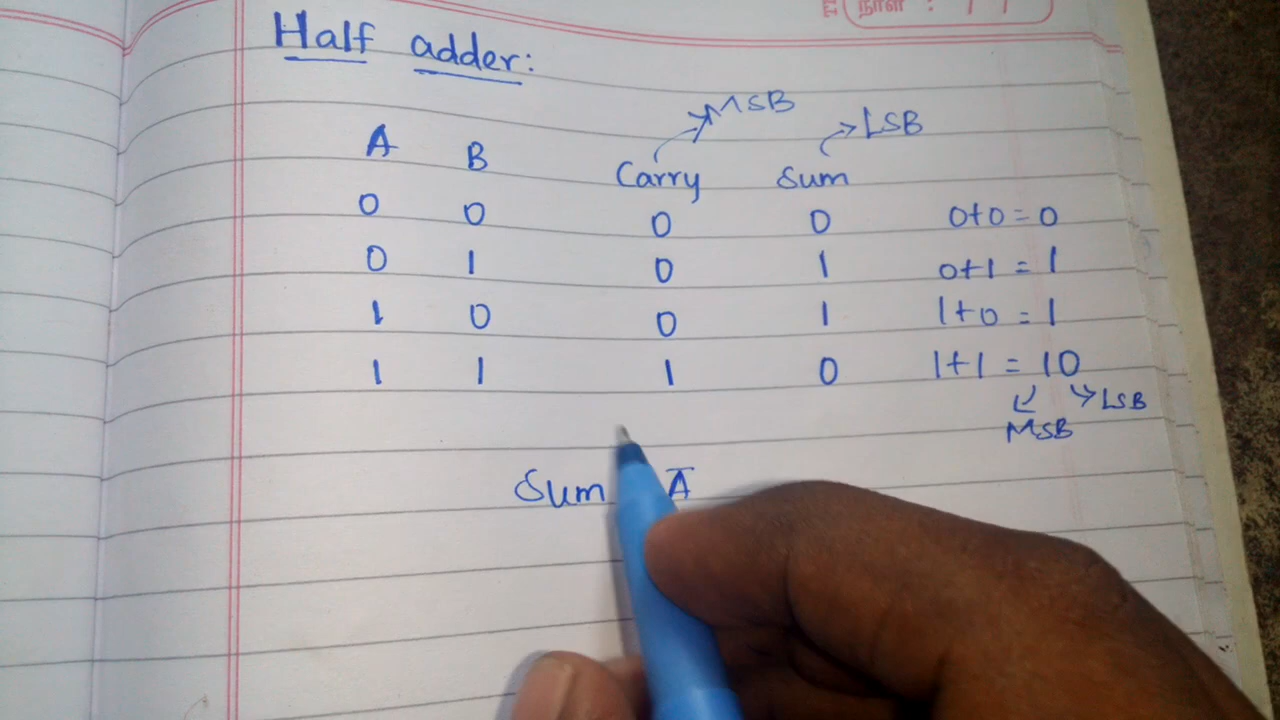 நாள் :
Half adder:
MSB
LSB
A B Carry Sum
0 0 0 0 0+0=0
0 1 0 1 0+1 = 1
1 0 0 1 1+0 = 1
1 1 1 0 1+1 = 10
LSB
MSB
Sum A̅